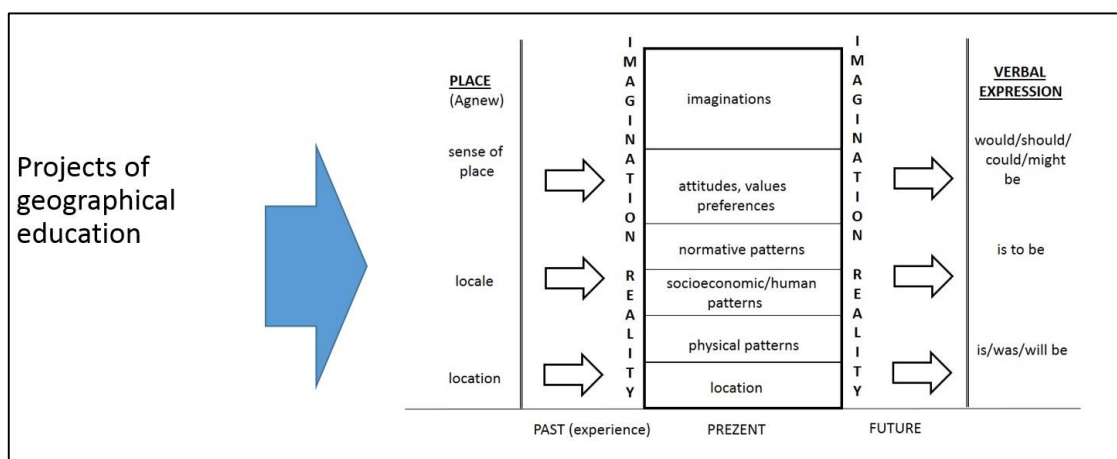 Projects of
geographical
education
PLACE
(Agnew)
sense of
place
locale
location
IMAGINATION REALITY
imaginations
attitudes, values
preferences
normative patterns
socioeconomic/human
patterns
physical patterns
location
IMAGINATION REALITY
VERBAL
EXPRESSION
would/should/
could/might
be
is to be
is/was/will be
PAST (experience)
PREZENT
FUTURE